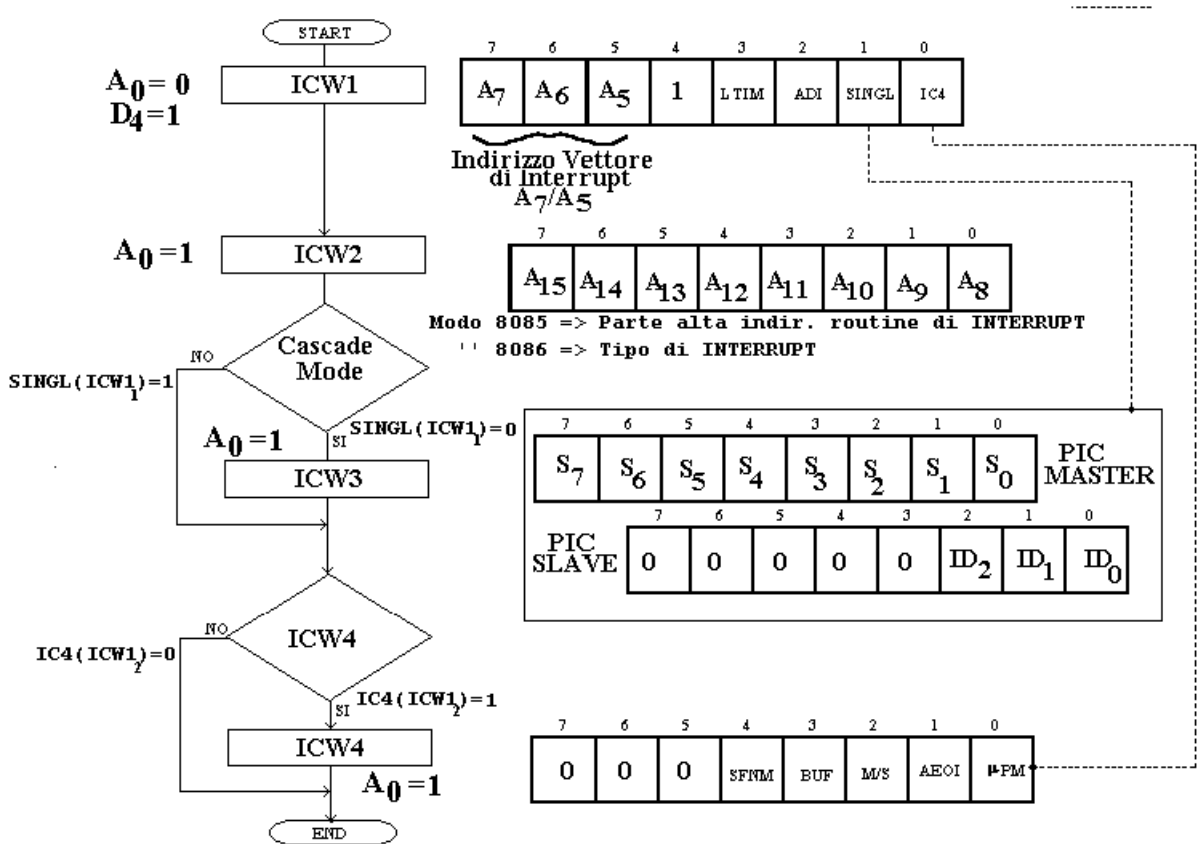 START
7 6 5 4 3 2 1 0
A0 = 0
D4 = 1
ICW1
A7 A6 A5 1 LTIM ADI SINGL IC4
Indirizzo Vettore
di Interrupt
A7/A5
A0 = 1
ICW2
7 6 5 4 3 2 1 0
A15 A14 A13 A12 A11 A10 A9 A8
Modo 8085 => Parte alta indir. routine di INTERRUPT
'' 8086 => Tipo di INTERRUPT
Cascade
Mode
NO
SINGL(ICW11)=1
SI
SINGL(ICW11)=0
A0 = 1
ICW3
7 6 5 4 3 2 1 0
S7 S6 S5 S4 S3 S2 S1 S0
PIC
MASTER
7 6 5 4 3 2 1 0
PIC
SLAVE
0 0 0 0 0 ID2 ID1 ID0
ICW4
NO
IC4(ICW12)=0
SI
IC4(ICW12)=1
ICW4
A0 = 1
7 6 5 4 3 2 1 0
0 0 0 SFNM BUF M/S AEOI µPM
END